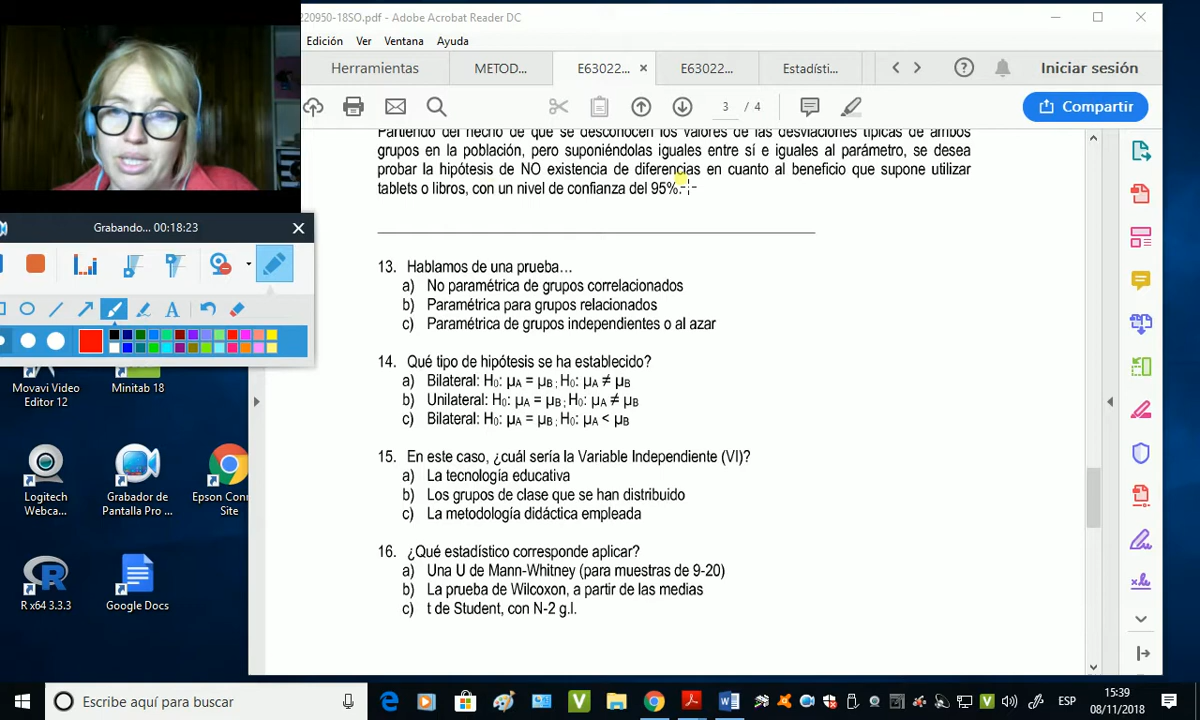 220950-18SO.pdf - Adobe Acrobat Reader DC
Edición Ver Ventana Ayuda
Herramientas METOD... E63022... × E63022... Estadísti... Iniciar sesión
3 / 4 Compartir
Partiendo del hecho de que se desconocen los valores de las desviaciones típicas de ambos
grupos en la población, pero suponiéndolas iguales entre sí e iguales al parámetro, se desea
probar la hipótesis de NO existencia de diferencias en cuanto al beneficio que supone utilizar
tablets o libros, con un nivel de confianza del 95%.
Grabando... 00:18:23
13. Hablamos de una prueba…
a) No paramétrica de grupos correlacionados
b) Paramétrica para grupos relacionados
c) Paramétrica de grupos independientes o al azar
14. Qué tipo de hipótesis se ha establecido?
a) Bilateral: H₀: μA = μB ; H₀: μA ≠ μB
b) Unilateral: H₀: μA = μB ; H₀: μA ≠ μB
c) Bilateral: H₀: μA = μB ; H₀: μA < μB
15. En este caso, ¿cuál sería la Variable Independiente (VI)?
a) La tecnología educativa
b) Los grupos de clase que se han distribuido
c) La metodología didáctica empleada
16. ¿Qué estadístico corresponde aplicar?
a) Una U de Mann-Whitney (para muestras de 9-20)
b) La prueba de Wilcoxon, a partir de las medias
c) t de Student, con N-2 g.l.
Movavi Video
Editor 12
Minitab 18
Logitech
Webca...
Grabador de
Pantalla Pro ...
Epson Conn
Site
R x64 3.3.3
Google Docs
Escribe aquí para buscar
ESP
15:39
08/11/2018